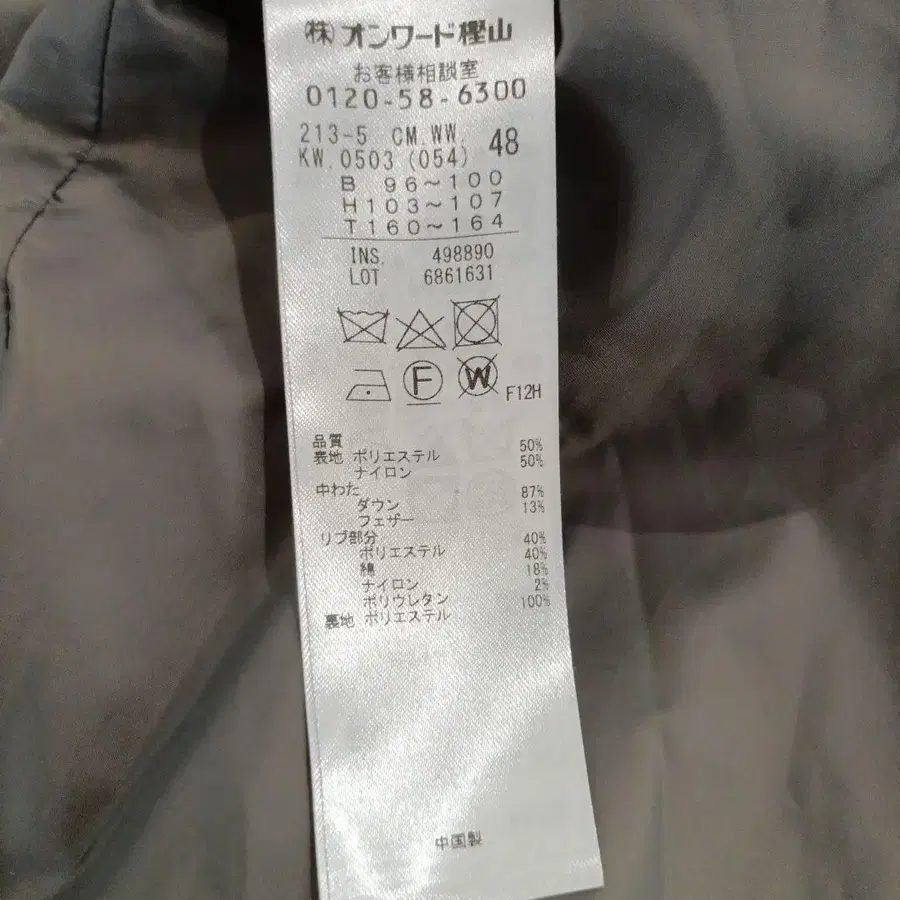 ㈱オンワード樫山
お客様相談室
0120-58-6300
213-5 CM.WW. 48
KW.0503 (054)
B 96～100
H103～107
T160～164
INS. 498890
LOT 6861631
F W F12H
品質
表地 ポリエステル 50%
ナイロン 50%
中わた
ダウン 87%
フェザー 13%
リブ部分
ポリエステル 40%
綿 40%
ナイロン 18%
ポリウレタン 2%
裏地 ポリエステル 100%
中国製